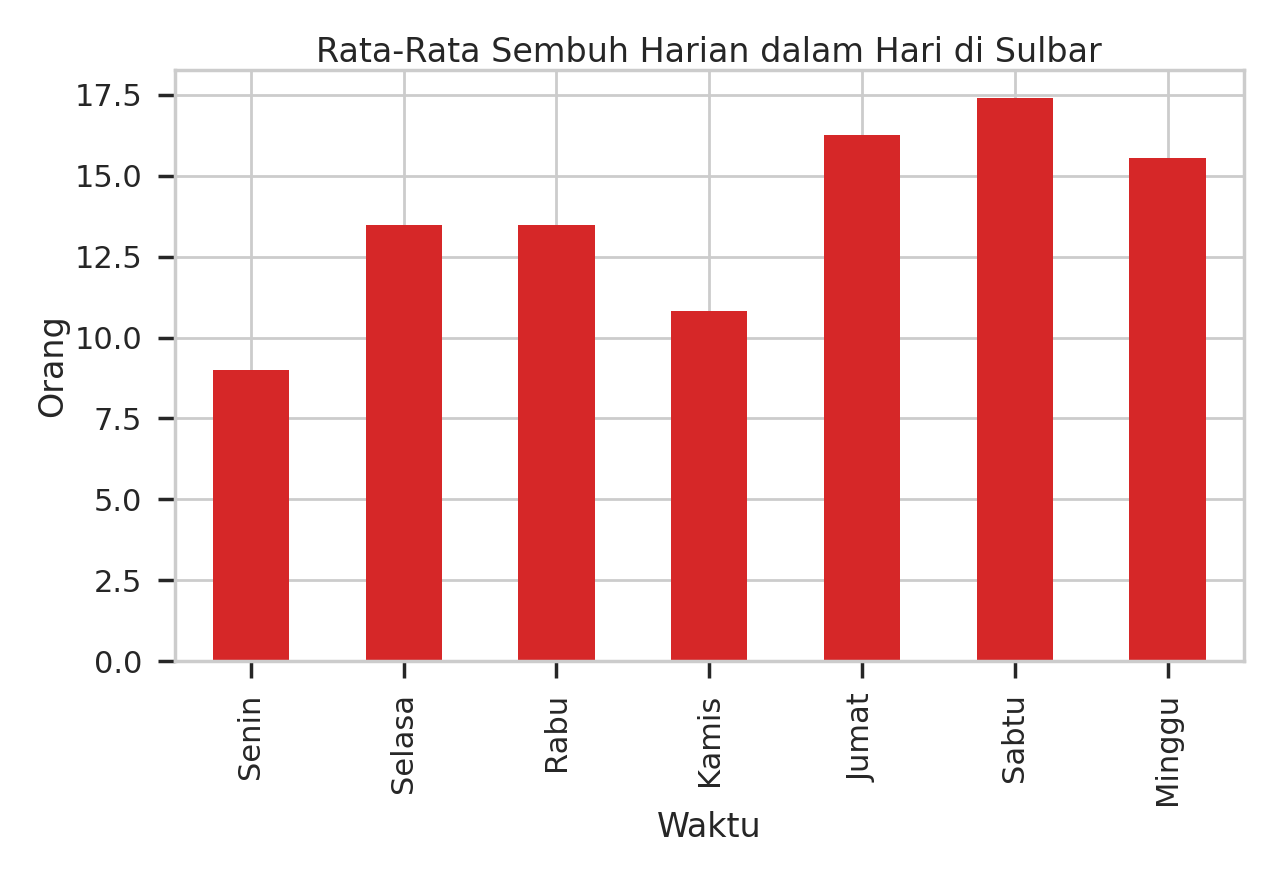 Rata-Rata Sembuh Harian dalam Hari di Sulbar
17.5
15.0
12.5
10.0
7.5
5.0
2.5
0.0
Orang
Senin
Selasa
Rabu
Kamis
Jumat
Sabtu
Minggu
Waktu